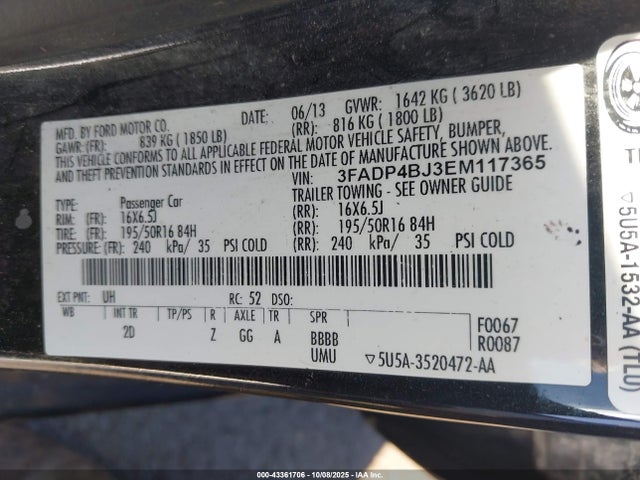 MFD. BY FORD MOTOR CO.
DATE: 06/13 GVWR: 1642 KG ( 3620 LB)
GAWR: (FR): 839 KG ( 1850 LB) (RR): 816 KG ( 1800 LB)
THIS VEHICLE CONFORMS TO ALL APPLICABLE FEDERAL MOTOR VEHICLE SAFETY, BUMPER,
AND THEFT PREVENTION STANDARDS IN EFFECT ON THE DATE OF MANUFACTURE SHOWN ABOVE.
VIN: 3FADP4BJ3EM117365
TYPE: Passenger Car TRAILER TOWING - SEE OWNER GUIDE
RIM: (FR): 16X6.5J (RR): 16X6.5J
TIRE: (FR): 195/50R16 84H (RR): 195/50R16 84H
PRESSURE: (FR): 240 kPa/ 35 PSI COLD (RR): 240 kPa/ 35 PSI COLD
EXT PNT: UH RC: 52 DSO:
WB INT TR TP/PS R AXLE TR SPR
2D Z GG A BBBB F0067
UMU R0087
▽5U5A-3520472-AA
▽5U5A-1532-AA (TLO)
000-43361706 - 10/08/2025 - IAAI.com